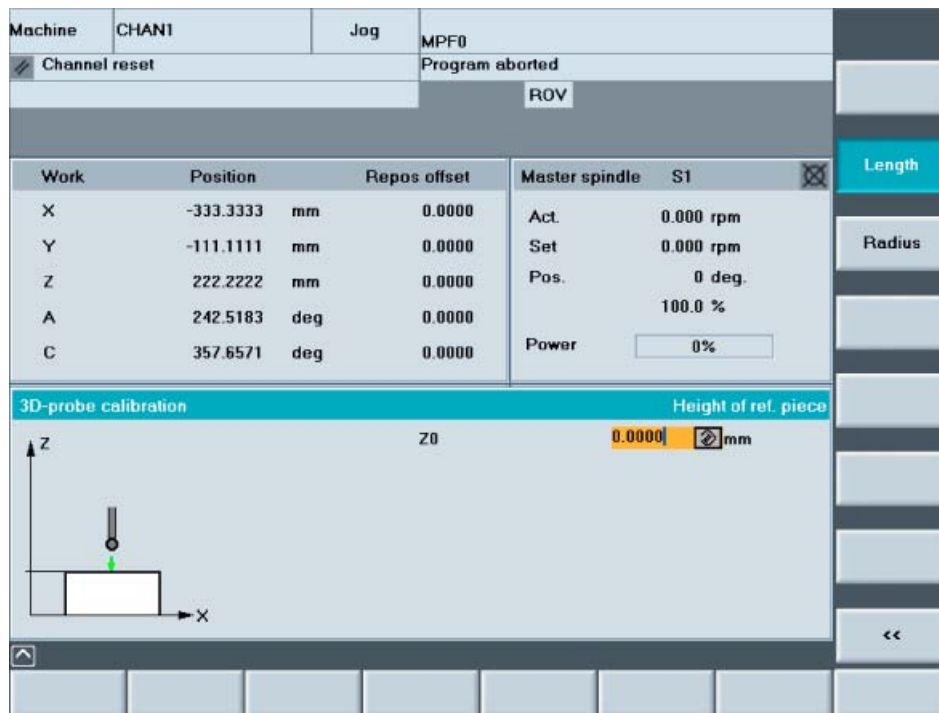 Machine CHAN1 Jog MPF0
Channel reset Program aborted
ROV
Work Position Repos offset
X -333.3333 mm 0.0000
Y -111.1111 mm 0.0000
Z 222.2222 mm 0.0000
A 242.5183 deg 0.0000
C 357.6571 deg 0.0000
Master spindle S1
Act. 0.000 rpm
Set 0.000 rpm
Pos. 0 deg.
100.0 %
Power 0%
3D-probe calibration Height of ref. piece
Z0 0.0000 mm
Z
X
Length
Radius
<<